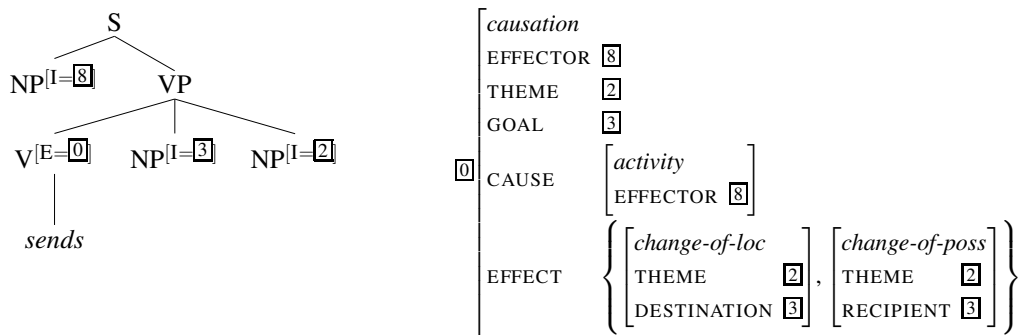 S
NP[I=8] VP
V[E=0] NP[I=3] NP[I=2]
sends
causation
EFFECTOR 8
THEME 2
GOAL 3
0 CAUSE [activity
EFFECTOR 8]
EFFECT { [change-of-loc
THEME 2
DESTINATION 3] , [change-of-poss
THEME 2
RECIPIENT 3] }